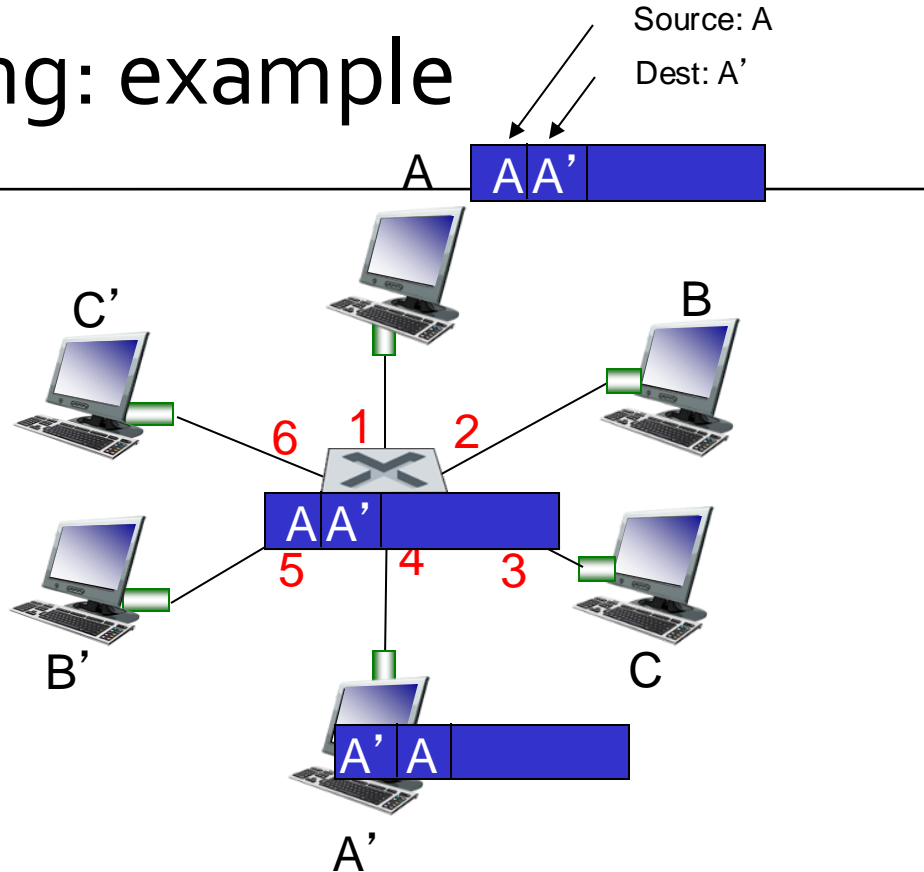 Source: A
ng: example
Dest: A’
A
A A’
C’
B
1
2
6
A A’
5
4
3
B’
C
A’ A
A’